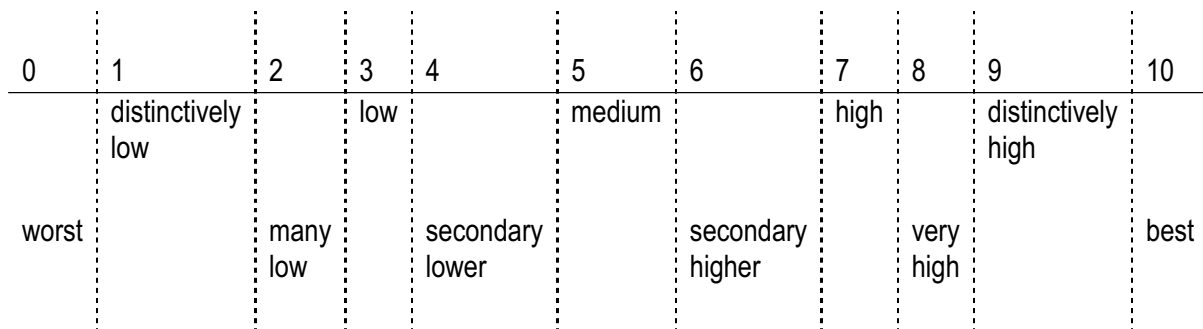 0 1 2 3 4 5 6 7 8 9 10
distinctively low medium high distinctively
low high
worst many secondary secondary very best
low lower higher high